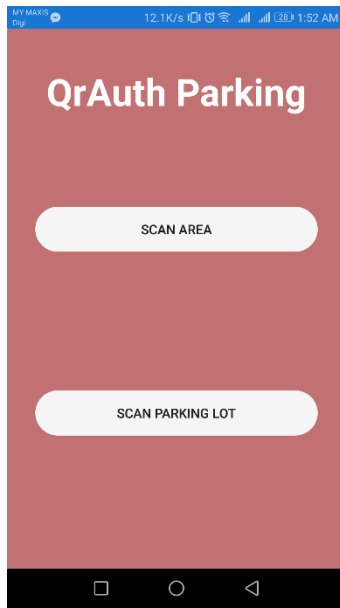 MY MAXIS
Digi
12.1K/s 28 1:52 AM
QrAuth Parking
SCAN AREA
SCAN PARKING LOT